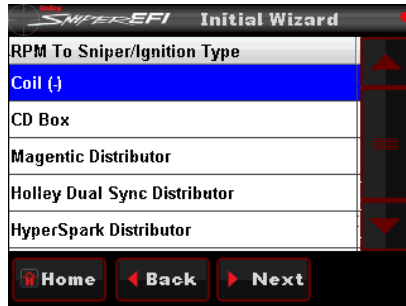 Holley
SNIPER EFI Initial Wizard
RPM To Sniper/Ignition Type
Coil (-)
CD Box
Magentic Distributor
Holley Dual Sync Distributor
HyperSpark Distributor
Home Back Next